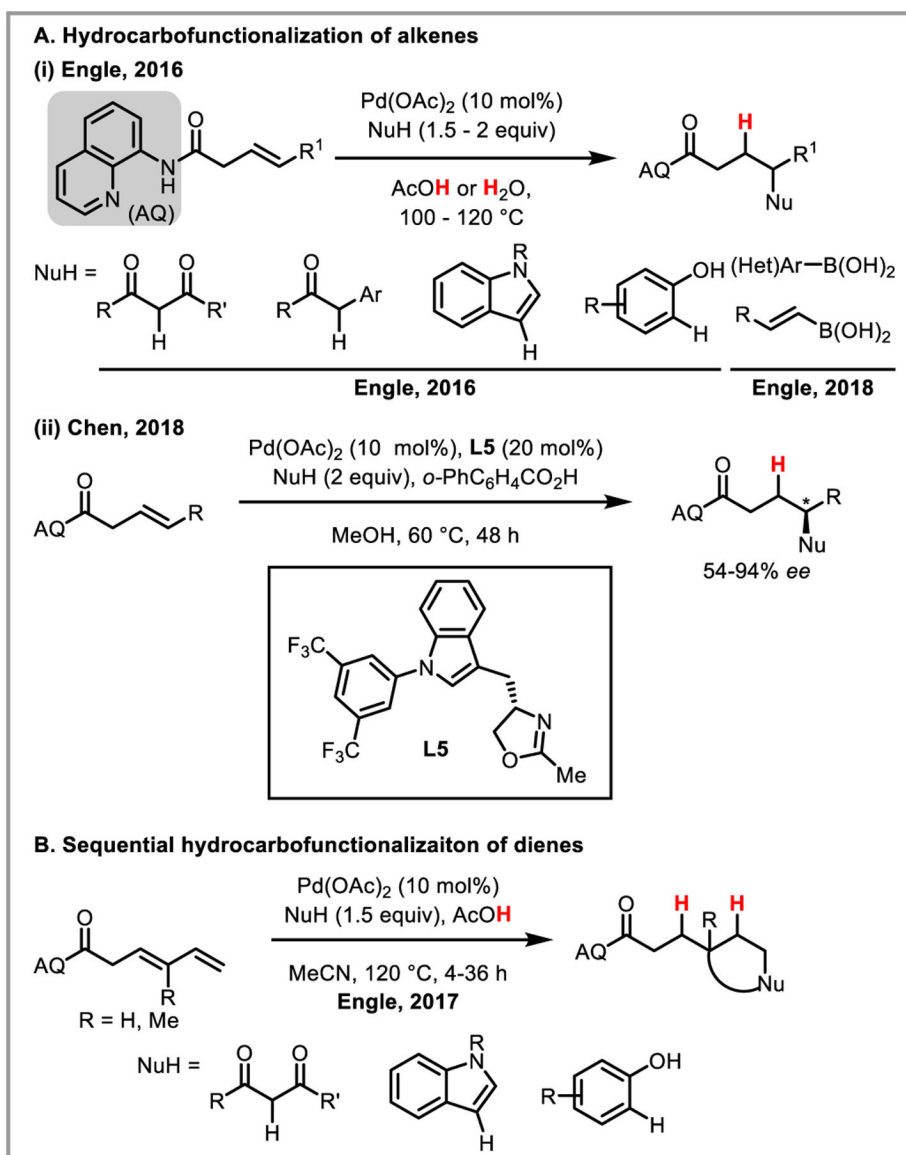 A. Hydrocarbofunctionalization of alkenes
(i) Engle, 2016
O
N
H
N
(AQ)
R¹
Pd(OAc)₂ (10 mol%)
NuH (1.5 - 2 equiv)
AcOH or H₂O,
100 - 120 °C
O
H
AQ
R¹
Nu
NuH =
O O
R R'
H
O
R Ar
H
R
N
H
OH
R
H
(Het)Ar–B(OH)₂
R
B(OH)₂
Engle, 2016
Engle, 2018
(ii) Chen, 2018
O
AQ
R
Pd(OAc)₂ (10 mol%), L5 (20 mol%)
NuH (2 equiv), o-PhC₆H₄CO₂H
MeOH, 60 °C, 48 h
O
H
AQ
R
*
Nu
54-94% ee
F₃C
N
F₃C
N
O
Me
L5
B. Sequential hydrocarbofunctionalizaiton of dienes
O
AQ
R
R = H, Me
Pd(OAc)₂ (10 mol%)
NuH (1.5 equiv), AcOH
MeCN, 120 °C, 4-36 h
Engle, 2017
O
H
R
H
AQ
Nu
NuH =
O O
R R'
H
R
N
H
OH
R
H